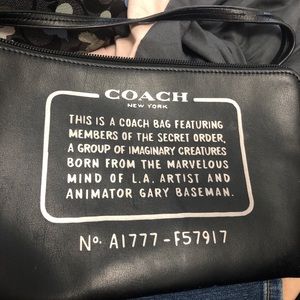 COACH
NEW YORK
THIS IS A COACH BAG FEATURING
MEMBERS OF THE SECRET ORDER,
A GROUP OF IMAGINARY CREATURES
BORN FROM THE MARVELOUS
MIND OF L.A. ARTIST AND
ANIMATOR GARY BASEMAN.
No. A1777-F57917